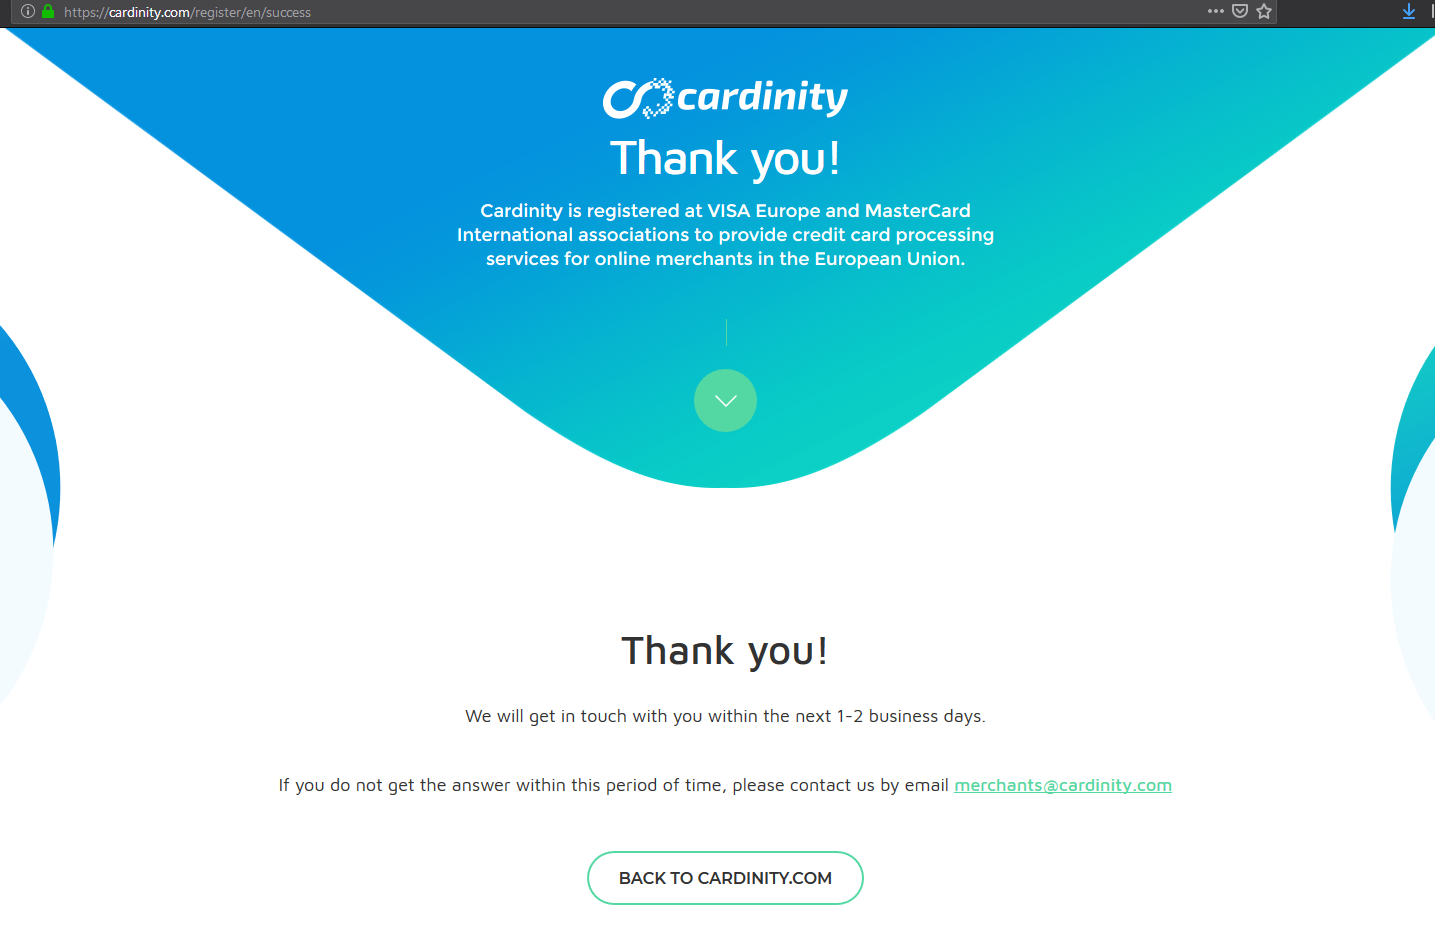 https://cardinity.com/register/en/success
cardinity
Thank you!
Cardinity is registered at VISA Europe and MasterCard
International associations to provide credit card processing
services for online merchants in the European Union.
Thank you!
We will get in touch with you within the next 1-2 business days.
If you do not get the answer within this period of time, please contact us by email merchants@cardinity.com
BACK TO CARDINITY.COM